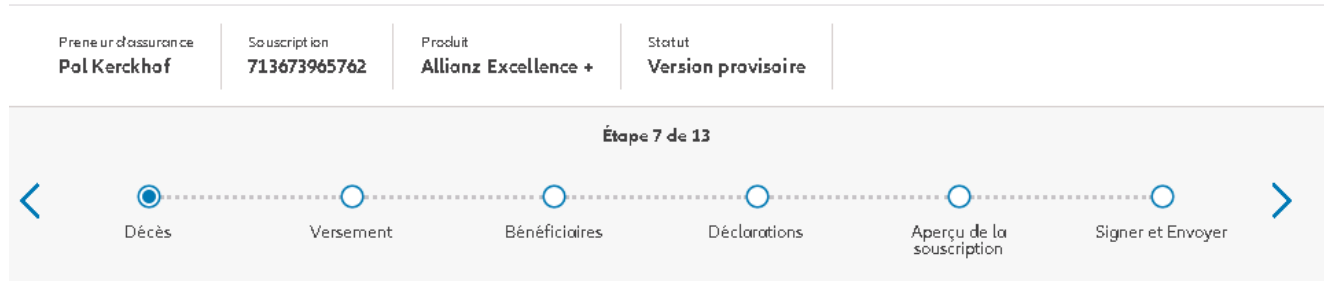 Preneur d'assurance
Pol Kerckhof
Souscription
713673965762
Produit
Allianz Excellence +
Statut
Version provisoire
Étape 7 de 13
Décès
Versement
Bénéficiaires
Déclarations
Aperçu de la
souscription
Signer et Envoyer